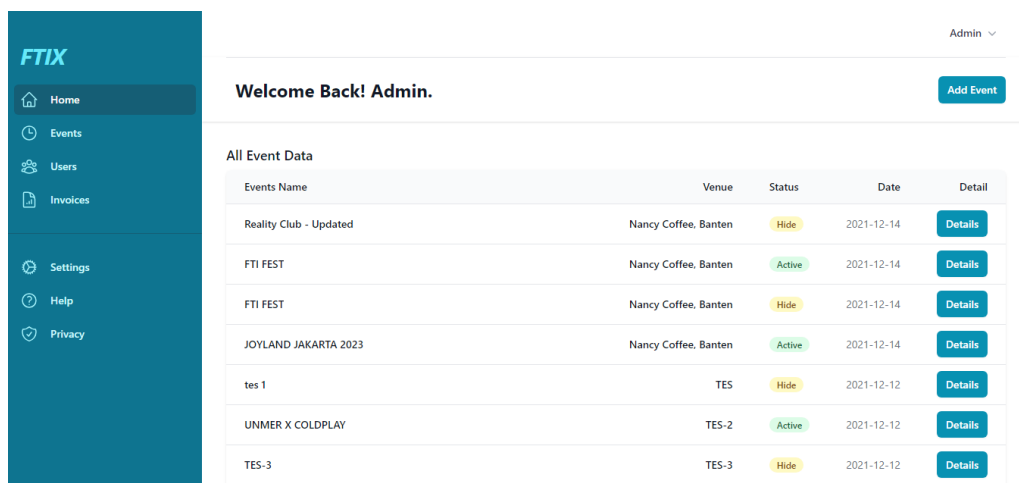 FTIX
Home
Events
Users
Invoices
Settings
Help
Privacy
Admin
Welcome Back! Admin.
Add Event
All Event Data
Events Name Venue Status Date Detail
Reality Club - Updated Nancy Coffee, Banten Hide 2021-12-14 Details
FTI FEST Nancy Coffee, Banten Active 2021-12-14 Details
FTI FEST Nancy Coffee, Banten Hide 2021-12-14 Details
JOYLAND JAKARTA 2023 Nancy Coffee, Banten Active 2021-12-14 Details
tes 1 TES Hide 2021-12-12 Details
UNMER X COLDPLAY TES-2 Active 2021-12-12 Details
TES-3 TES-3 Hide 2021-12-12 Details